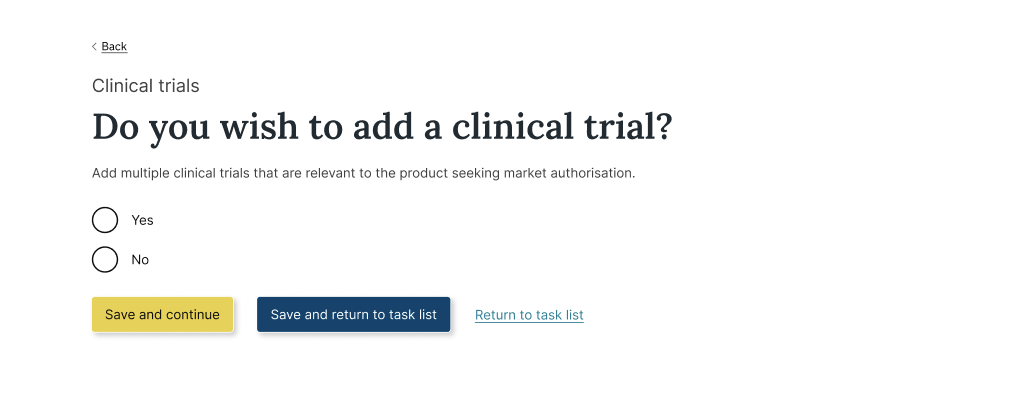 Back
Clinical trials
Do you wish to add a clinical trial?
Add multiple clinical trials that are relevant to the product seeking market authorisation.
Yes
No
Save and continue
Save and return to task list
Return to task list